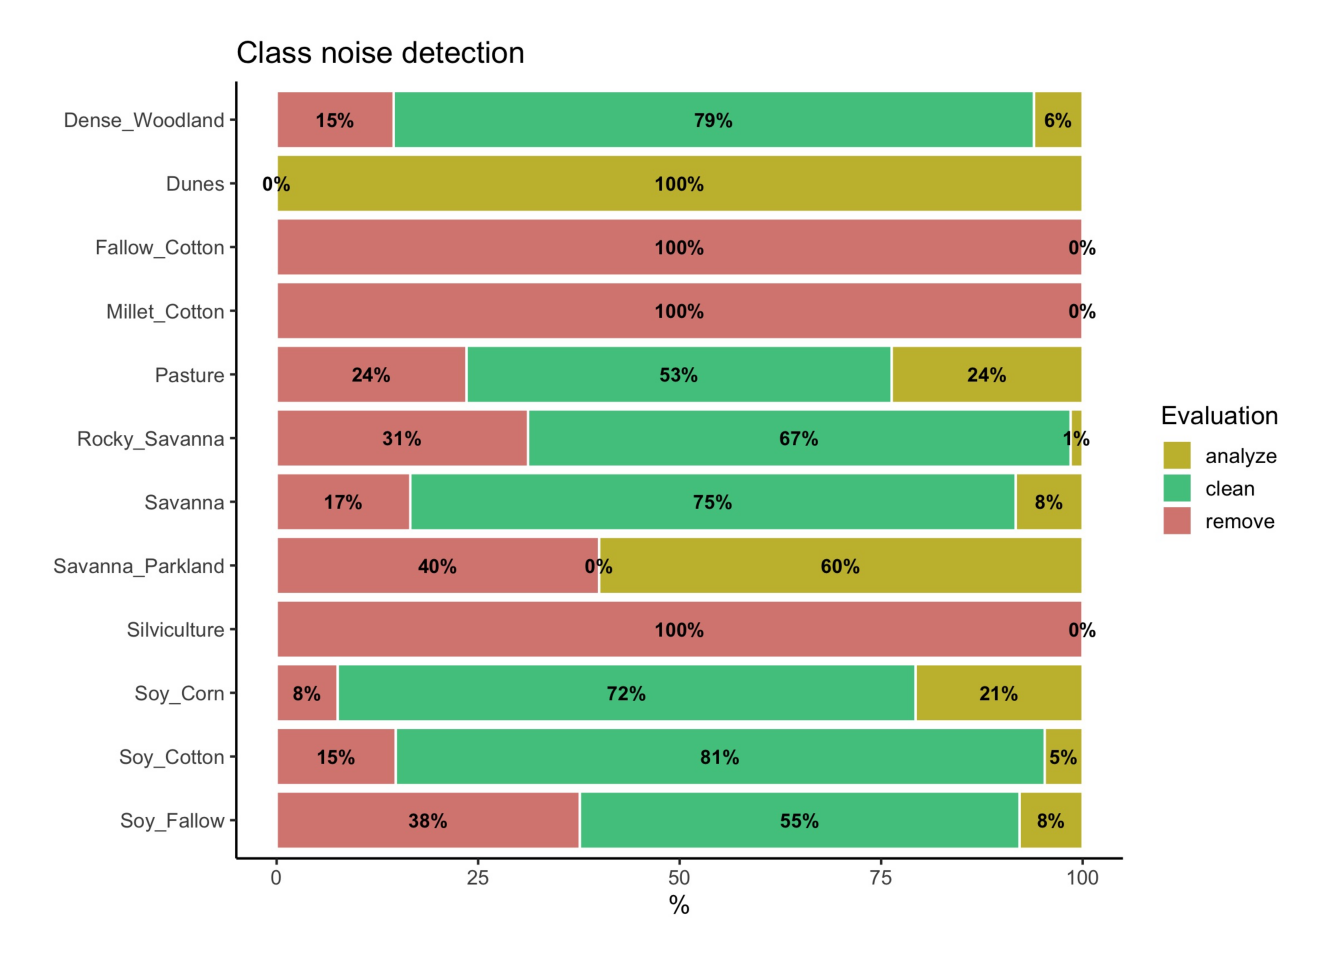 Class noise detection
Dense_Woodland 15% 79% 6%
Dunes 0% 100%
Fallow_Cotton 100% 0%
Millet_Cotton 100% 0%
Pasture 24% 53% 24%
Rocky_Savanna 31% 67% 1%
Savanna 17% 75% 8%
Savanna_Parkland 40% 0% 60%
Silviculture 100% 0%
Soy_Corn 8% 72% 21%
Soy_Cotton 15% 81% 5%
Soy_Fallow 38% 55% 8%
0 25 50 75 100
%
Evaluation
analyze
clean
remove